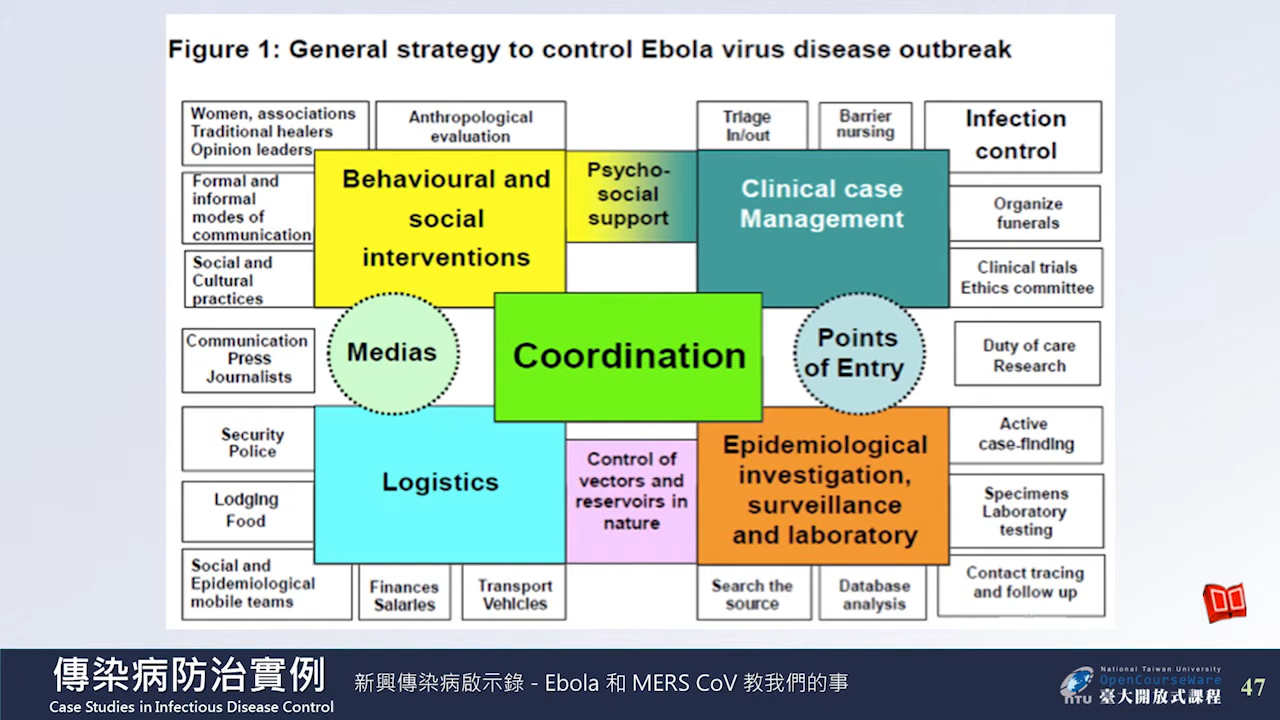 Figure 1: General strategy to control Ebola virus disease outbreak
Women, associations
Traditional healers
Opinion leaders
Anthropological
evaluation
Triage
In/out
Barrier
nursing
Infection
control
Formal and
informal
modes of
communication
Behavioural and
social
interventions
Psycho-
social
support
Clinical case
Management
Organize
funerals
Social and
Cultural
practices
Clinical trials
Ethics committee
Communication
Press
Journalists
Medias
Coordination
Points
of Entry
Duty of care
Research
Security
Police
Logistics
Control of
vectors and
reservoirs in
nature
Epidemiological
investigation,
surveillance
and laboratory
Active
case-finding
Lodging
Food
Specimens
Laboratory
testing
Social and
Epidemiological
mobile teams
Finances
Salaries
Transport
Vehicles
Search the
source
Database
analysis
Contact tracing
and follow up
傳染病防治實例
Case Studies in Infectious Disease Control
新興傳染病啟示錄 - Ebola 和 MERS CoV 教我們的事
NTU
National Taiwan University
OpenCourseWare
臺大開放式課程
47